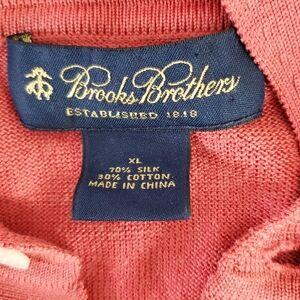 Brooks Brothers
ESTABLISHED 1818
XL
70% SILK
30% COTTON
MADE IN CHINA